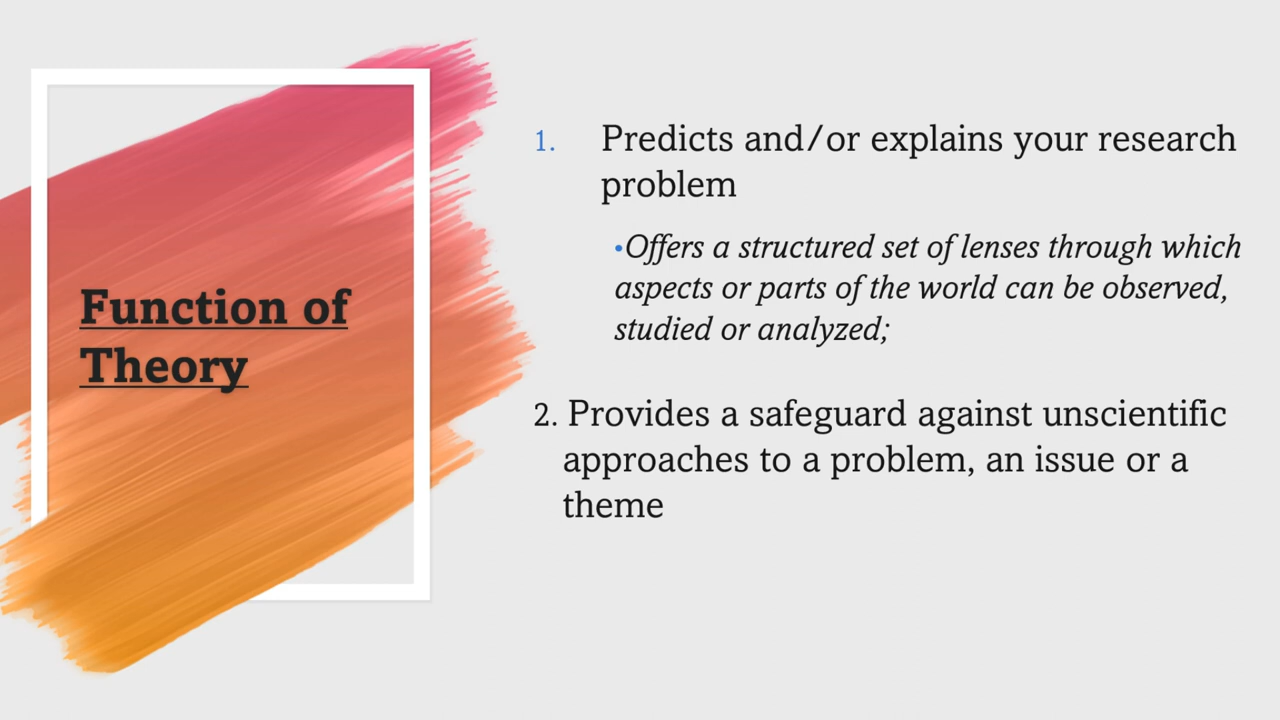 Function of
Theory
1. Predicts and/or explains your research
problem
•Offers a structured set of lenses through which
aspects or parts of the world can be observed,
studied or analyzed;
2. Provides a safeguard against unscientific
approaches to a problem, an issue or a
theme